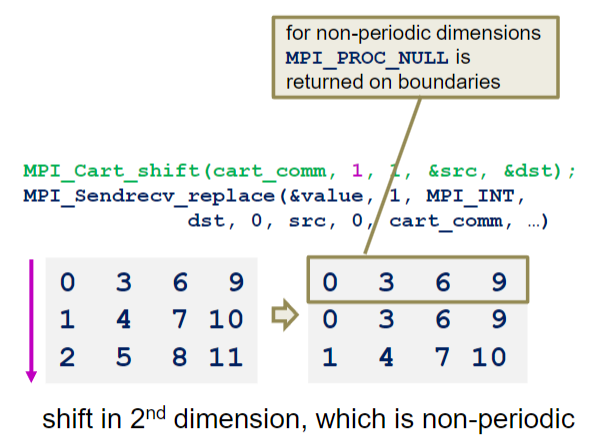 for non-periodic dimensions
MPI_PROC_NULL is
returned on boundaries
MPI_Cart_shift(cart_comm, 1, 1, &src, &dst);
MPI_Sendrecv_replace(&value, 1, MPI_INT,
dst, 0, src, 0, cart_comm, …)
0 3 6 9
1 4 7 10
2 5 8 11
0 3 6 9
0 3 6 9
1 4 7 10
shift in 2nd dimension, which is non-periodic